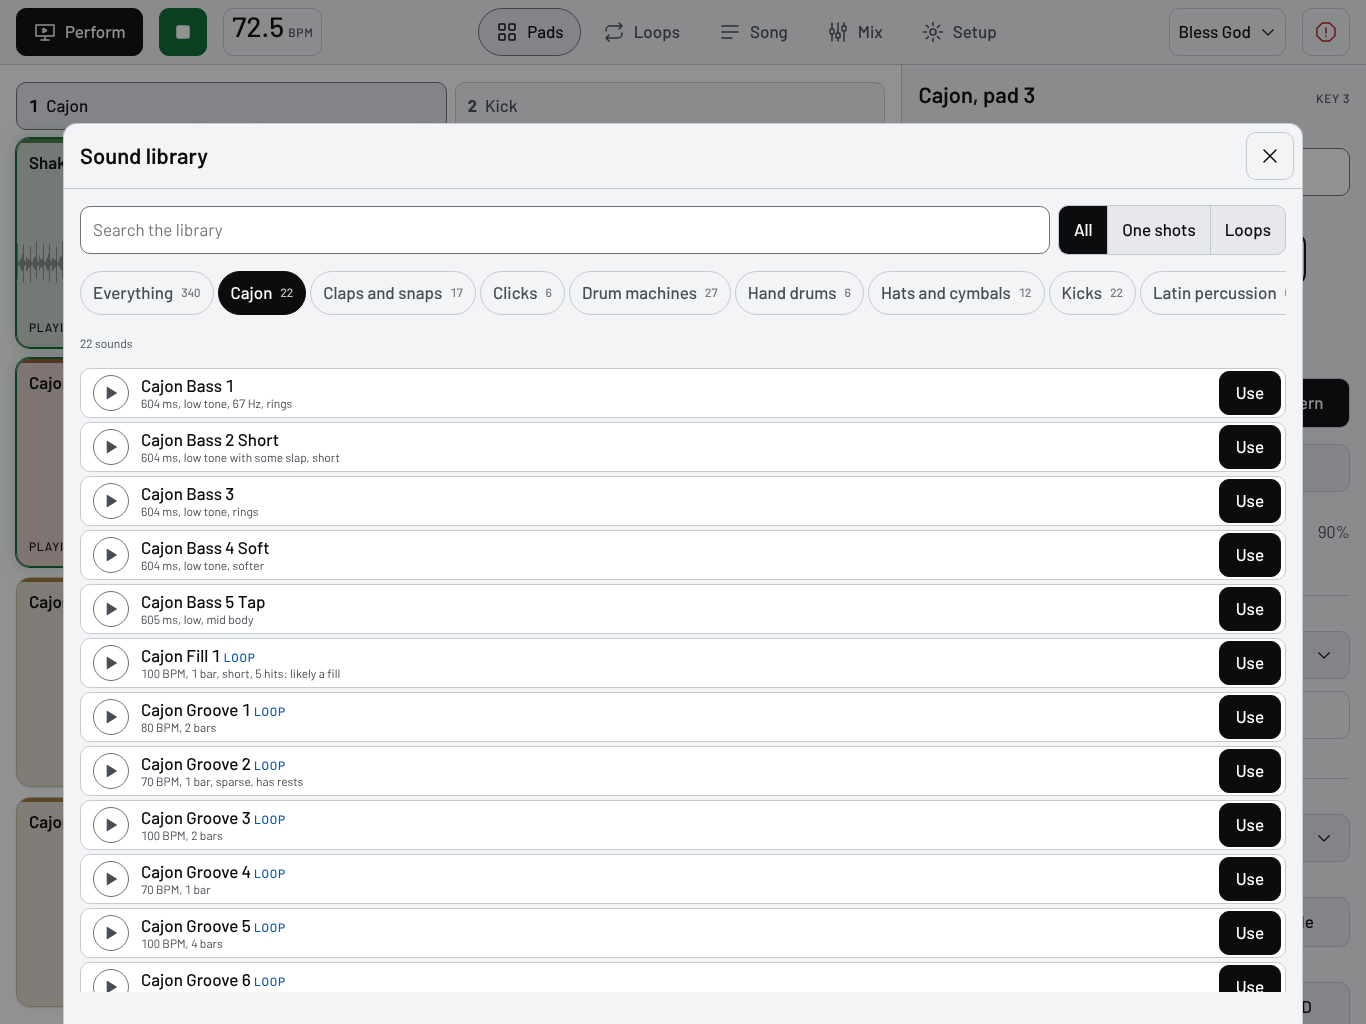 Perform
72.5 BPM
Pads
Loops
Song
Mix
Setup
Bless God
1 Cajon
2 Kick
Cajon, pad 3
KEY 3
Sound library
Search the library
All
One shots
Loops
Everything 340
Cajon 22
Claps and snaps 17
Clicks 6
Drum machines 27
Hand drums 6
Hats and cymbals 12
Kicks 22
Latin percussion
22 sounds
Cajon Bass 1
604 ms, low tone, 67 Hz, rings
Use
Cajon Bass 2 Short
604 ms, low tone with some slap, short
Use
Cajon Bass 3
604 ms, low tone, rings
Use
Cajon Bass 4 Soft
604 ms, low tone, softer
Use
Cajon Bass 5 Tap
605 ms, low, mid body
Use
Cajon Fill 1 LOOP
100 BPM, 1 bar, short, 5 hits: likely a fill
Use
Cajon Groove 1 LOOP
80 BPM, 2 bars
Use
Cajon Groove 2 LOOP
70 BPM, 1 bar, sparse, has rests
Use
Cajon Groove 3 LOOP
100 BPM, 2 bars
Use
Cajon Groove 4 LOOP
70 BPM, 1 bar
Use
Cajon Groove 5 LOOP
100 BPM, 4 bars
Use
Cajon Groove 6 LOOP
Use
90%